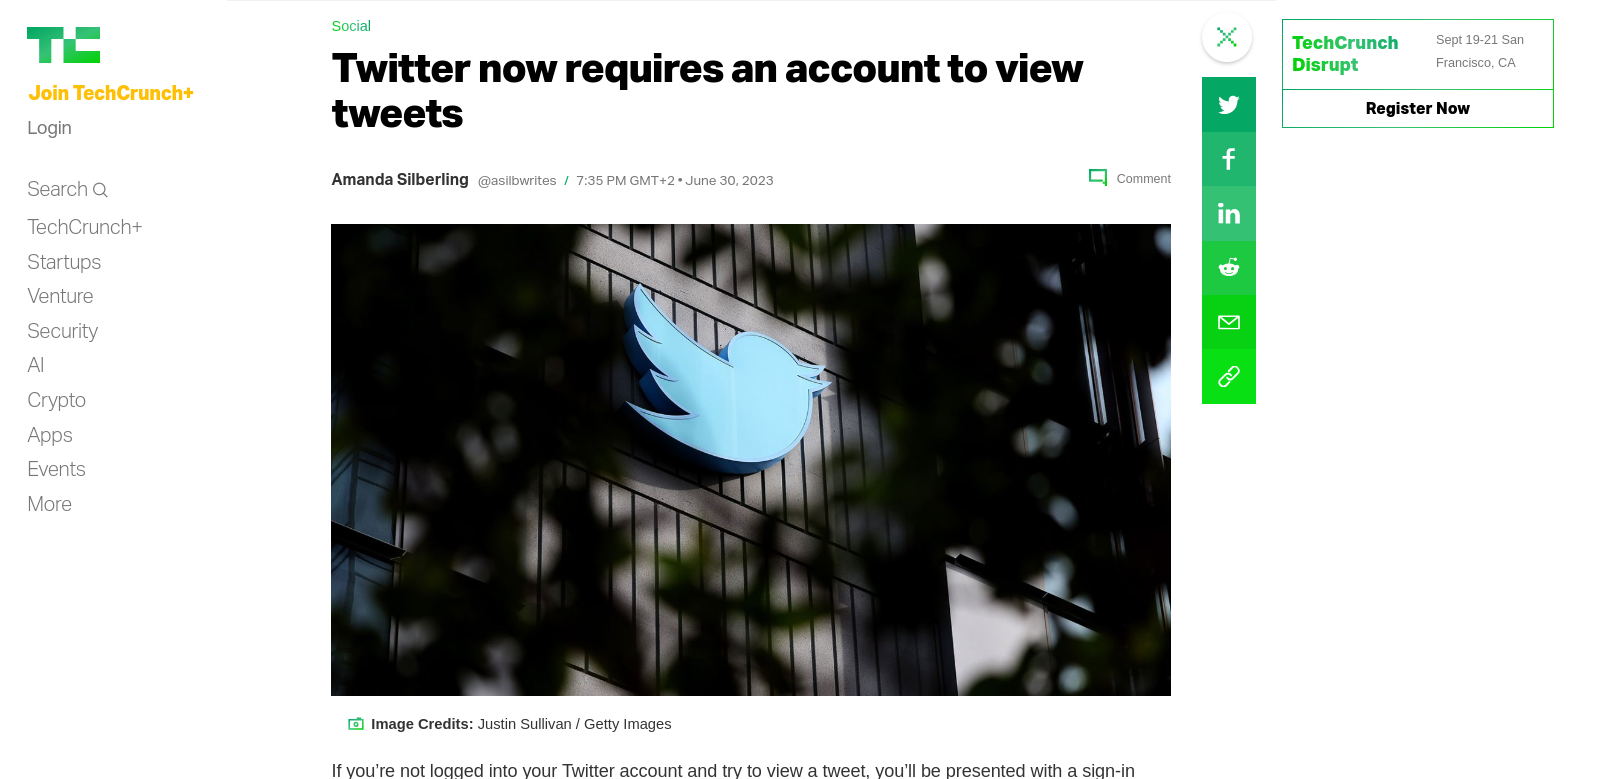 Join TechCrunch+
Login
Search
TechCrunch+
Startups
Venture
Security
AI
Crypto
Apps
Events
More
Social
Twitter now requires an account to view
tweets
Amanda Silberling @asilbwrites / 7:35 PM GMT+2 • June 30, 2023
Comment
Image Credits: Justin Sullivan / Getty Images
If you’re not logged into your Twitter account and try to view a tweet, you’ll be presented with a sign-in
TechCrunch
Disrupt
Sept 19-21 San
Francisco, CA
Register Now